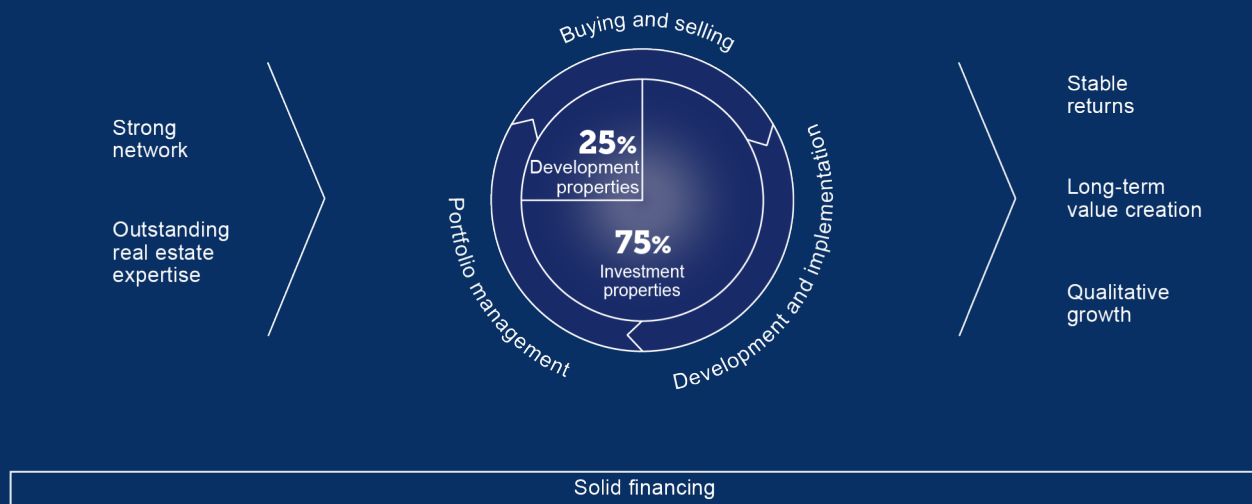 Buying and selling
Strong
network
Outstanding
real estate
expertise
25%
Development
properties
75%
Investment
properties
Portfolio management
Development and implementation
Stable
returns
Long-term
value creation
Qualitative
growth
Solid financing